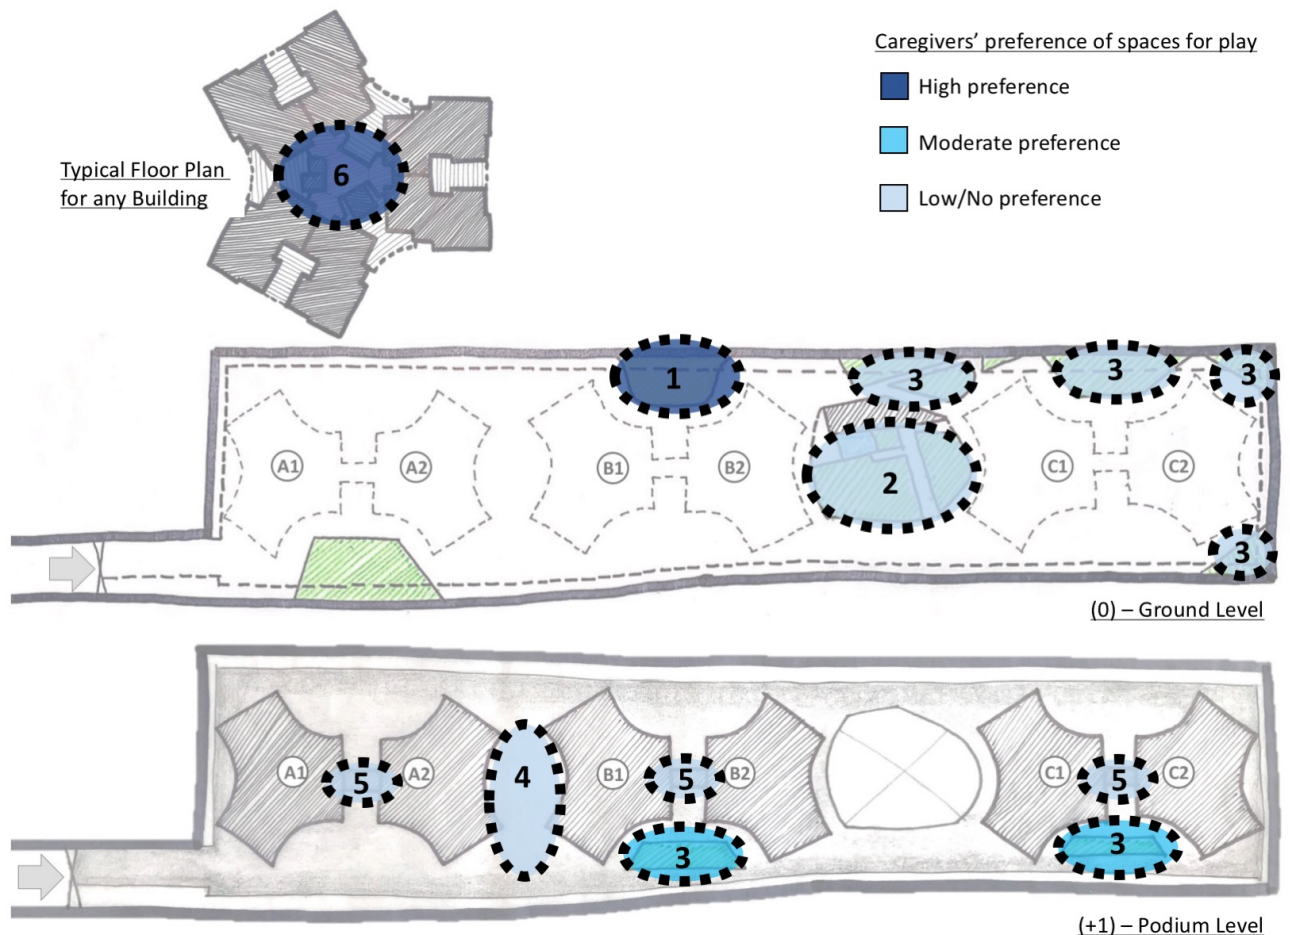 Caregivers’ preference of spaces for play
High preference
Moderate preference
Low/No preference
Typical Floor Plan
for any Building
6
1
3
3
3
A1
A2
B1
B2
2
C1
C2
3
(0) – Ground Level
A1
5
A2
4
B1
5
B2
C1
5
C2
3
3
(+1) – Podium Level